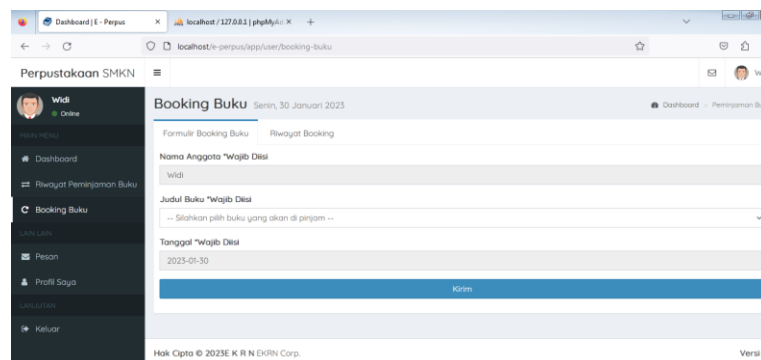 Dashboard | E - Perpus
localhost / 127.0.0.1 | phpMyAd
localhost/e-perpus/app/user/booking-buku
Perpustakaan SMKN
Widi
Online
Booking Buku Senin, 30 Januari 2023
Dashboard
MAIN MENU
Formulir Booking Buku Riwayat Booking
Dashboard
Nama Anggota *Wajib Diisi
Widi
Riwayat Peminjaman Buku
Judul Buku *Wajib Diisi
Booking Buku
-- Silahkan pilih buku yang akan di pinjam --
LAIN LAIN
Tanggal *Wajib Diisi
Pesan
2023-01-30
Profil Saya
Kirim
LANJUTAN
Keluar
Hak Cipta © 2023E K R N EKRN Corp.
Versi